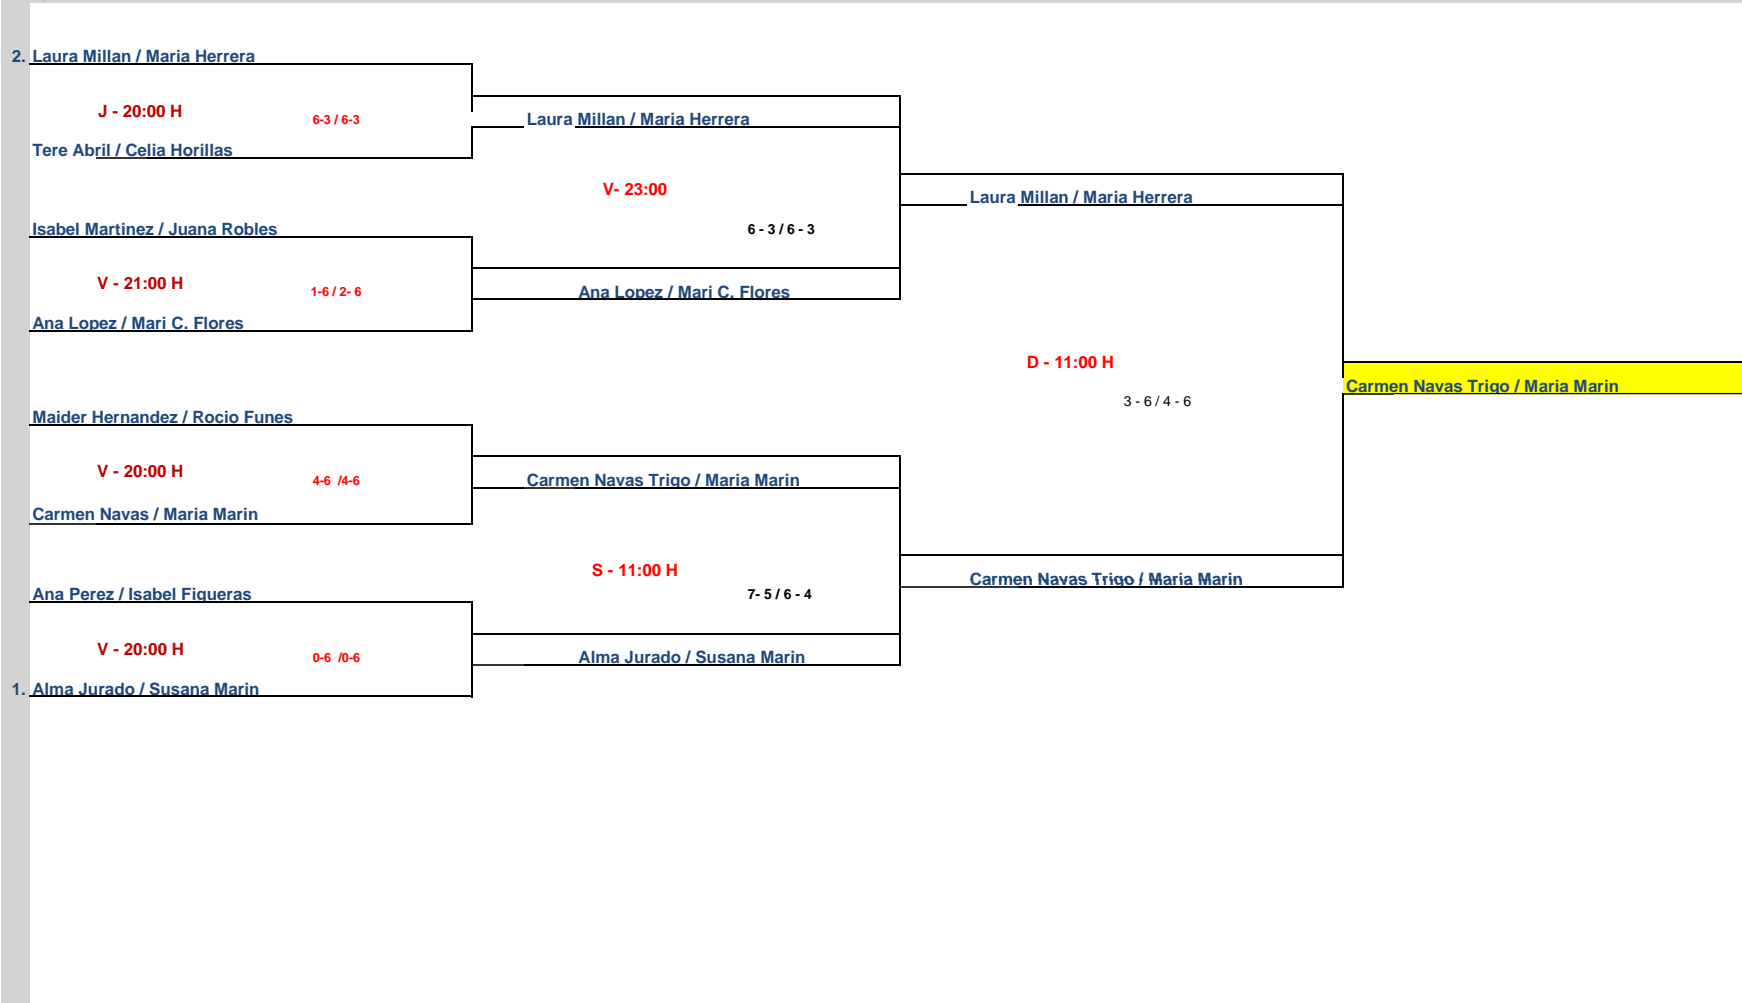 2. Laura Millan / Maria Herrera
J - 20:00 H
6-3 / 6-3
Laura Millan / Maria Herrera
Tere Abril / Celia Horillas
V- 23:00
Laura Millan / Maria Herrera
Isabel Martinez / Juana Robles
6 - 3 / 6 - 3
V - 21:00 H
1-6 / 2- 6
Ana Lopez / Mari C. Flores
Ana Lopez / Mari C. Flores
D - 11:00 H
Carmen Navas Trigo / Maria Marin
3 - 6 / 4 - 6
Maider Hernandez / Rocio Funes
V - 20:00 H
4-6 /4-6
Carmen Navas Trigo / Maria Marin
Carmen Navas / Maria Marin
S - 11:00 H
Carmen Navas Trigo / Maria Marin
Ana Perez / Isabel Figueras
7- 5 / 6 - 4
V - 20:00 H
0-6 /0-6
Alma Jurado / Susana Marin
1. Alma Jurado / Susana Marin